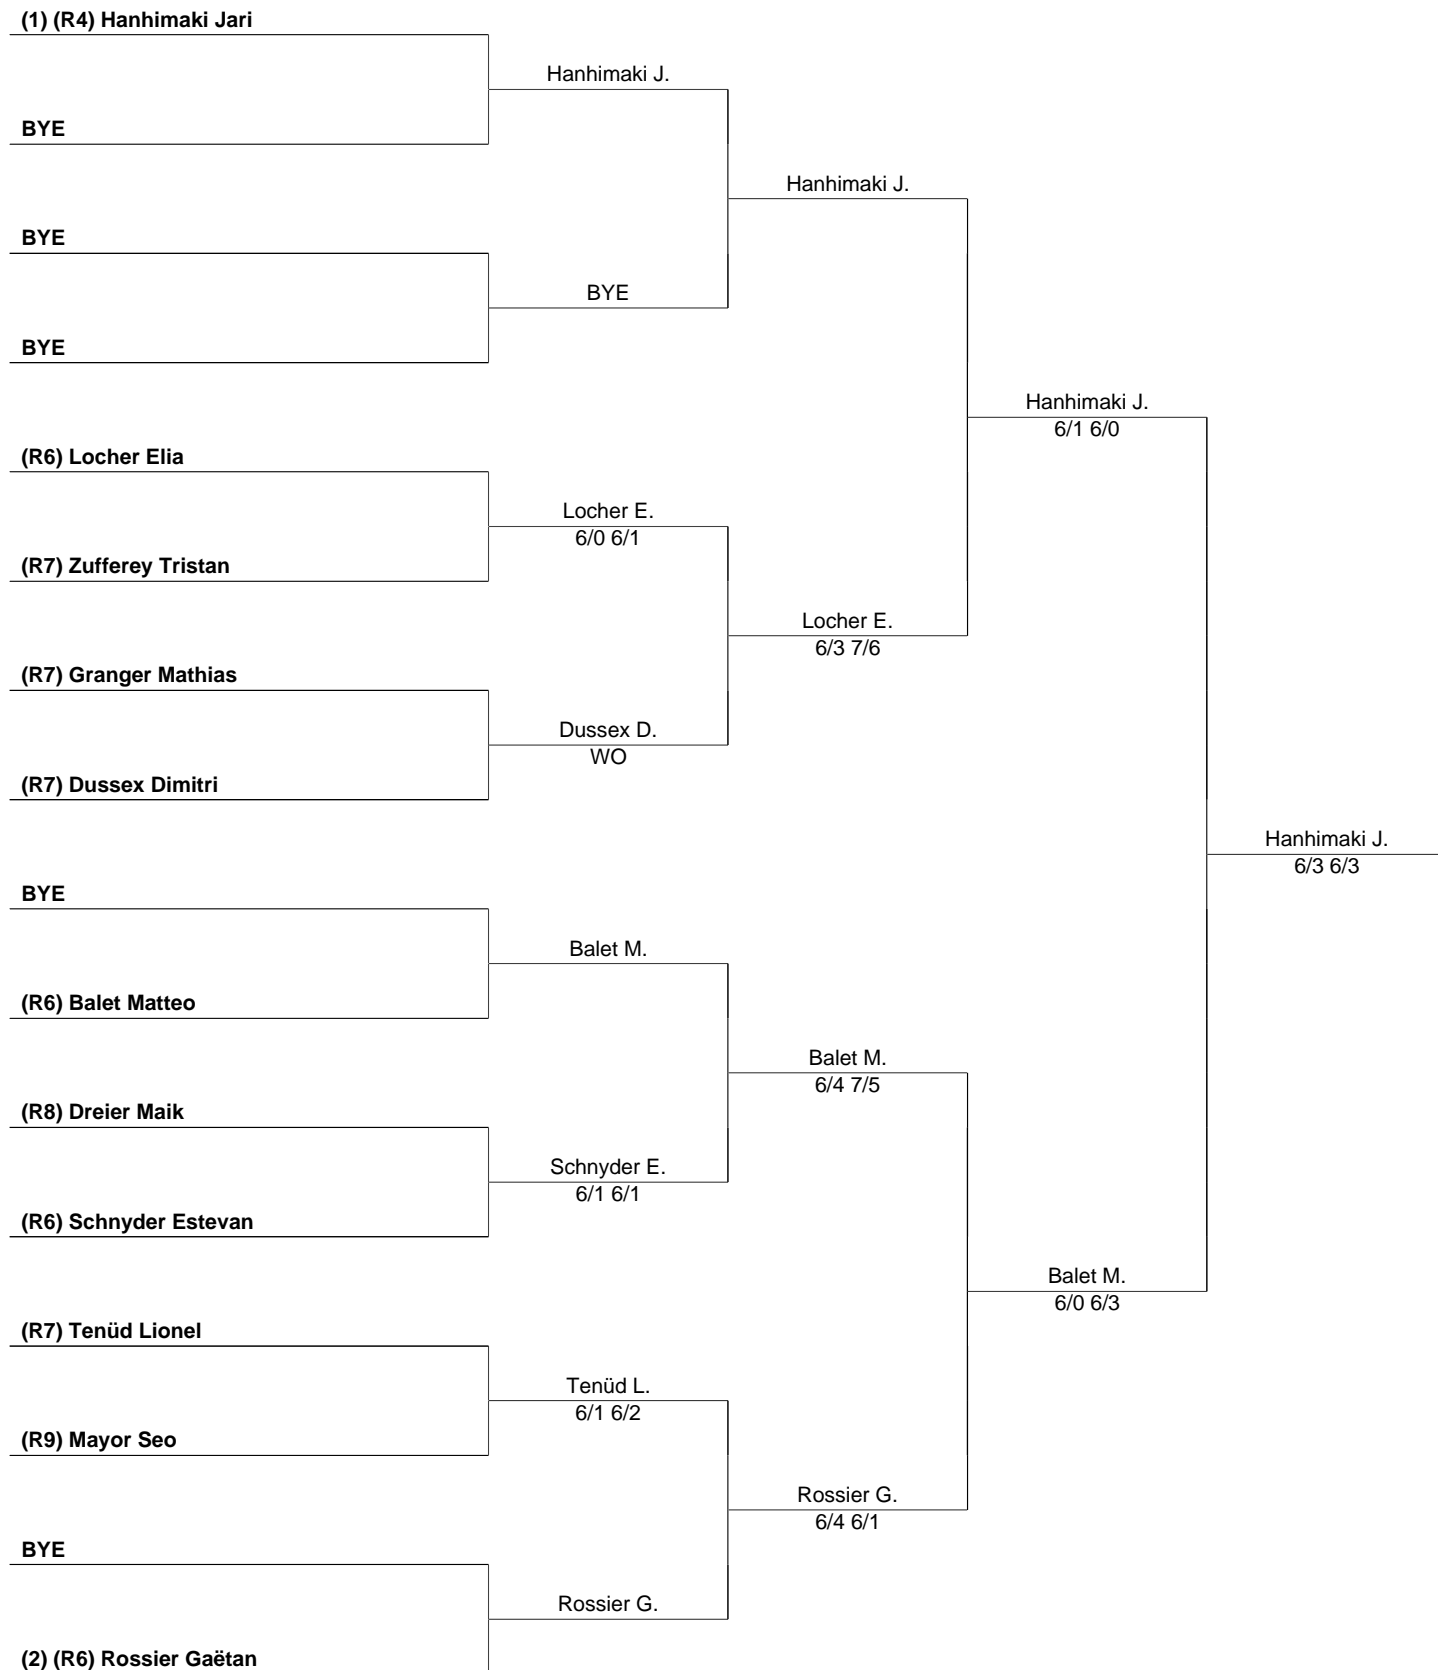 (1) (R4) Hanhimaki Jari
Hanhimaki J.
BYE
Hanhimaki J.
BYE
BYE
BYE
Hanhimaki J.
6/1 6/0
(R6) Locher Elia
Locher E.
6/0 6/1
(R7) Zufferey Tristan
Locher E.
6/3 7/6
(R7) Granger Mathias
Dussex D.
WO
(R7) Dussex Dimitri
Hanhimaki J.
6/3 6/3
BYE
Balet M.
(R6) Balet Matteo
Balet M.
6/4 7/5
(R8) Dreier Maik
Schnyder E.
6/1 6/1
(R6) Schnyder Estevan
Balet M.
6/0 6/3
(R7) Tenüd Lionel
Tenüd L.
6/1 6/2
(R9) Mayor Seo
Rossier G.
6/4 6/1
BYE
Rossier G.
(2) (R6) Rossier Gaëtan